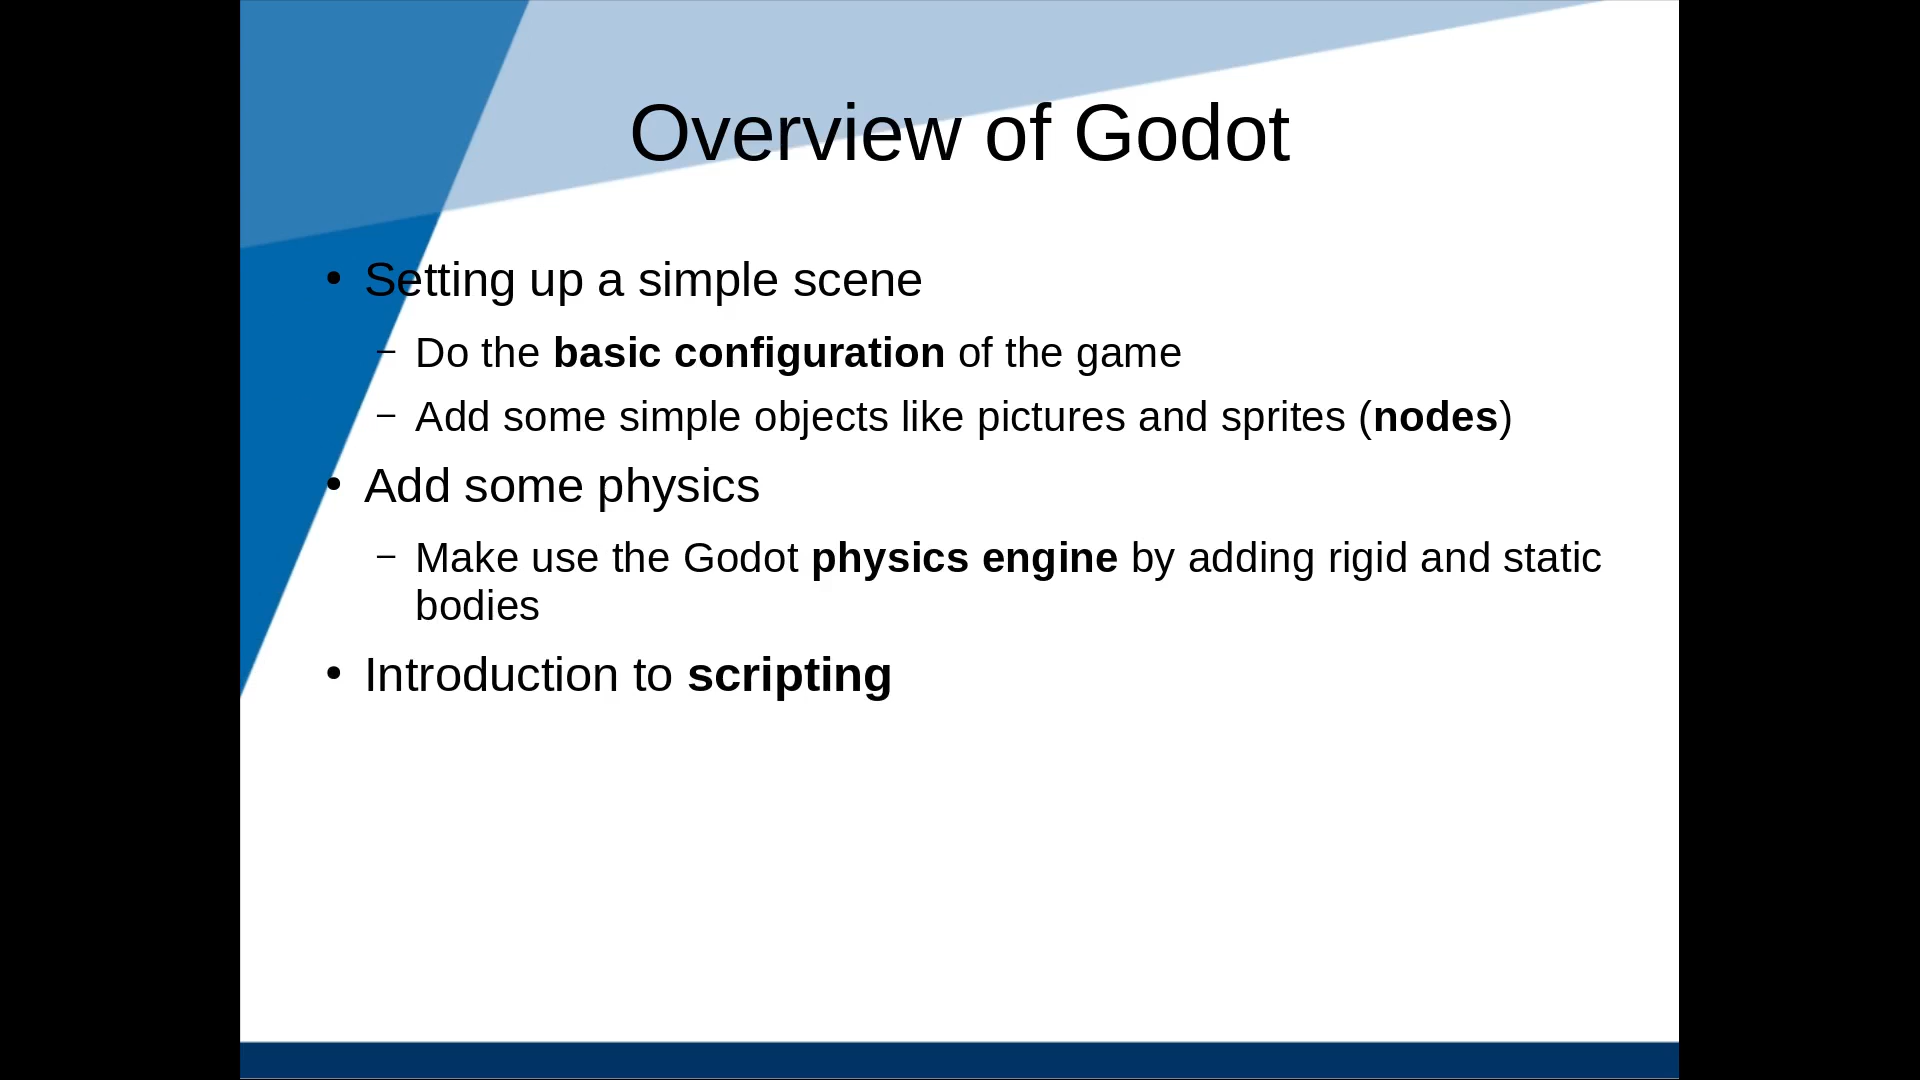 Overview of Godot
• Setting up a simple scene
– Do the basic configuration of the game
– Add some simple objects like pictures and sprites (nodes)
• Add some physics
– Make use the Godot physics engine by adding rigid and static
bodies
• Introduction to scripting